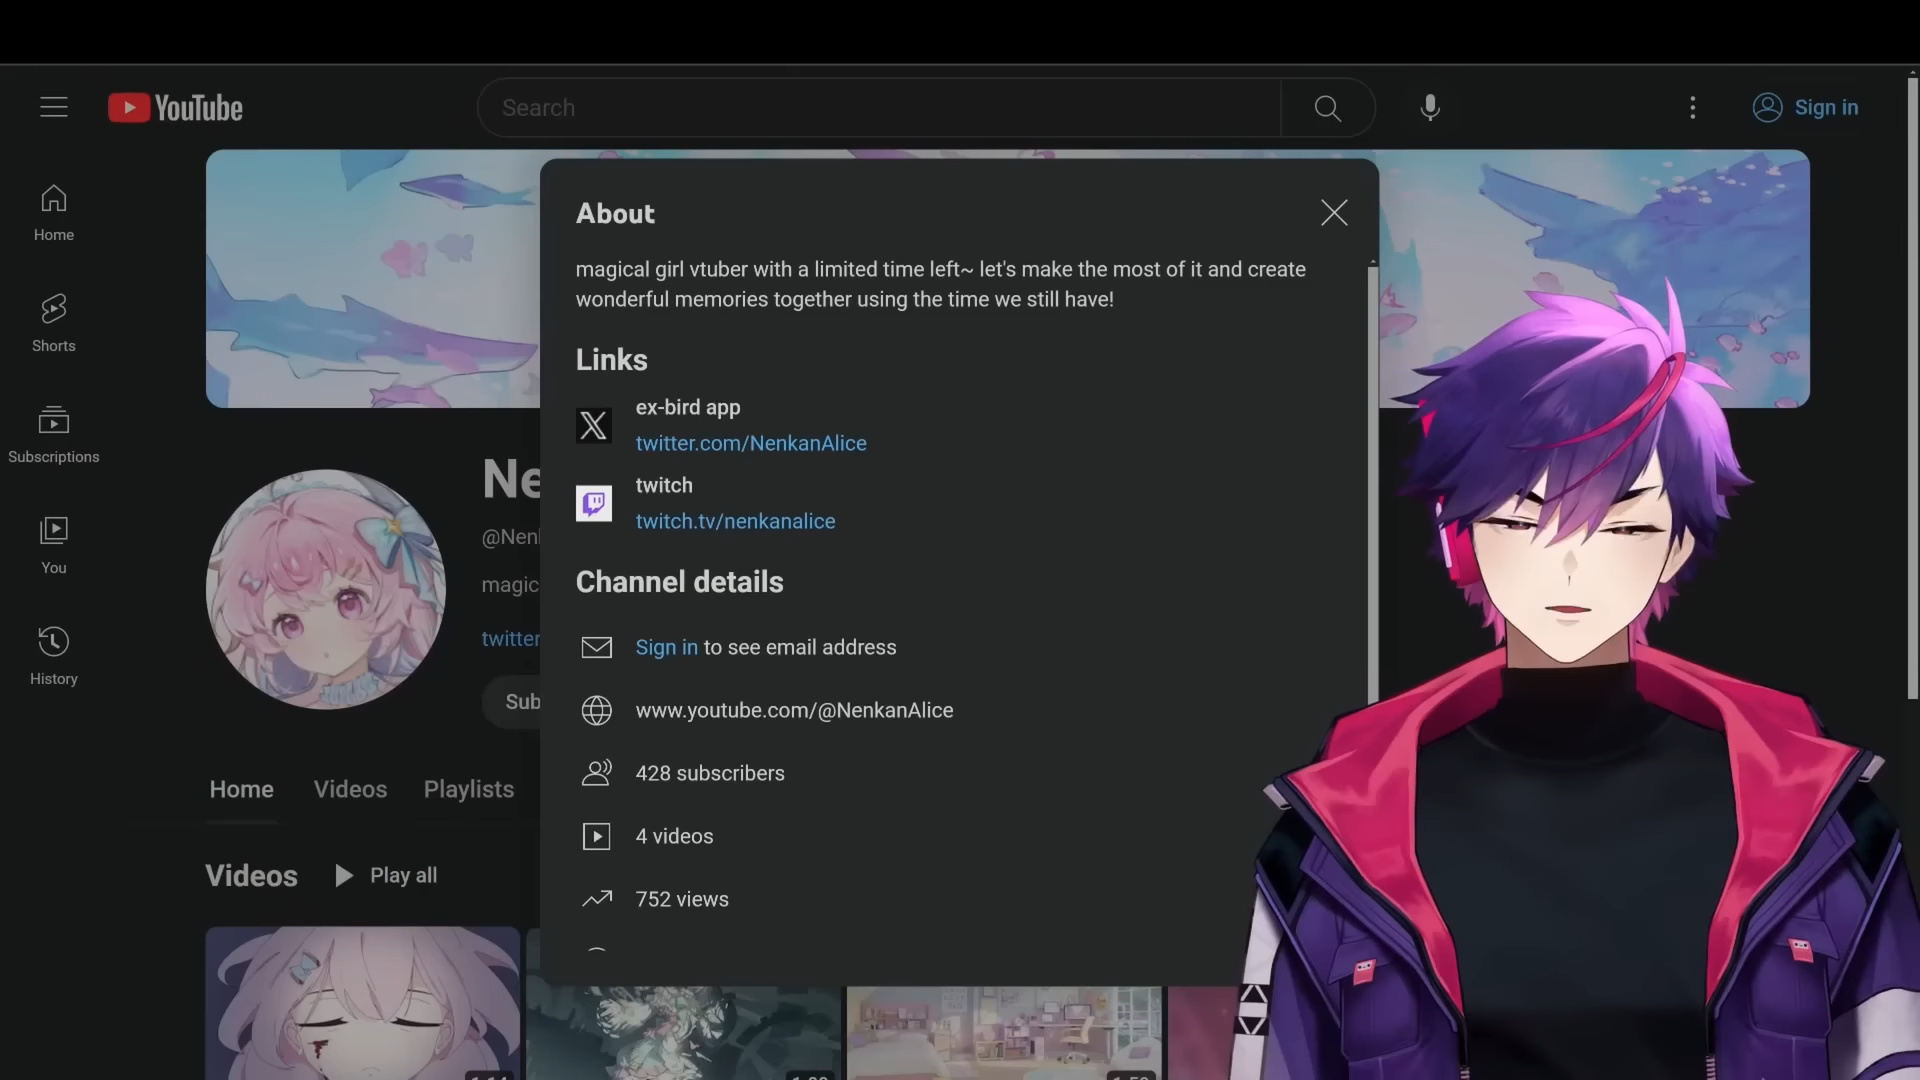 YouTube
Search
Sign in
Home
Shorts
Subscriptions
You
History
About
magical girl vtuber with a limited time left~ let's make the most of it and create
wonderful memories together using the time we still have!
Links
ex-bird app
twitter.com/NenkanAlice
twitch
twitch.tv/nenkanalice
Channel details
Sign in to see email address
www.youtube.com/@NenkanAlice
428 subscribers
4 videos
752 views
Ne
@Nen
magic
twitter
Sub
Home Videos Playlists
Videos Play all